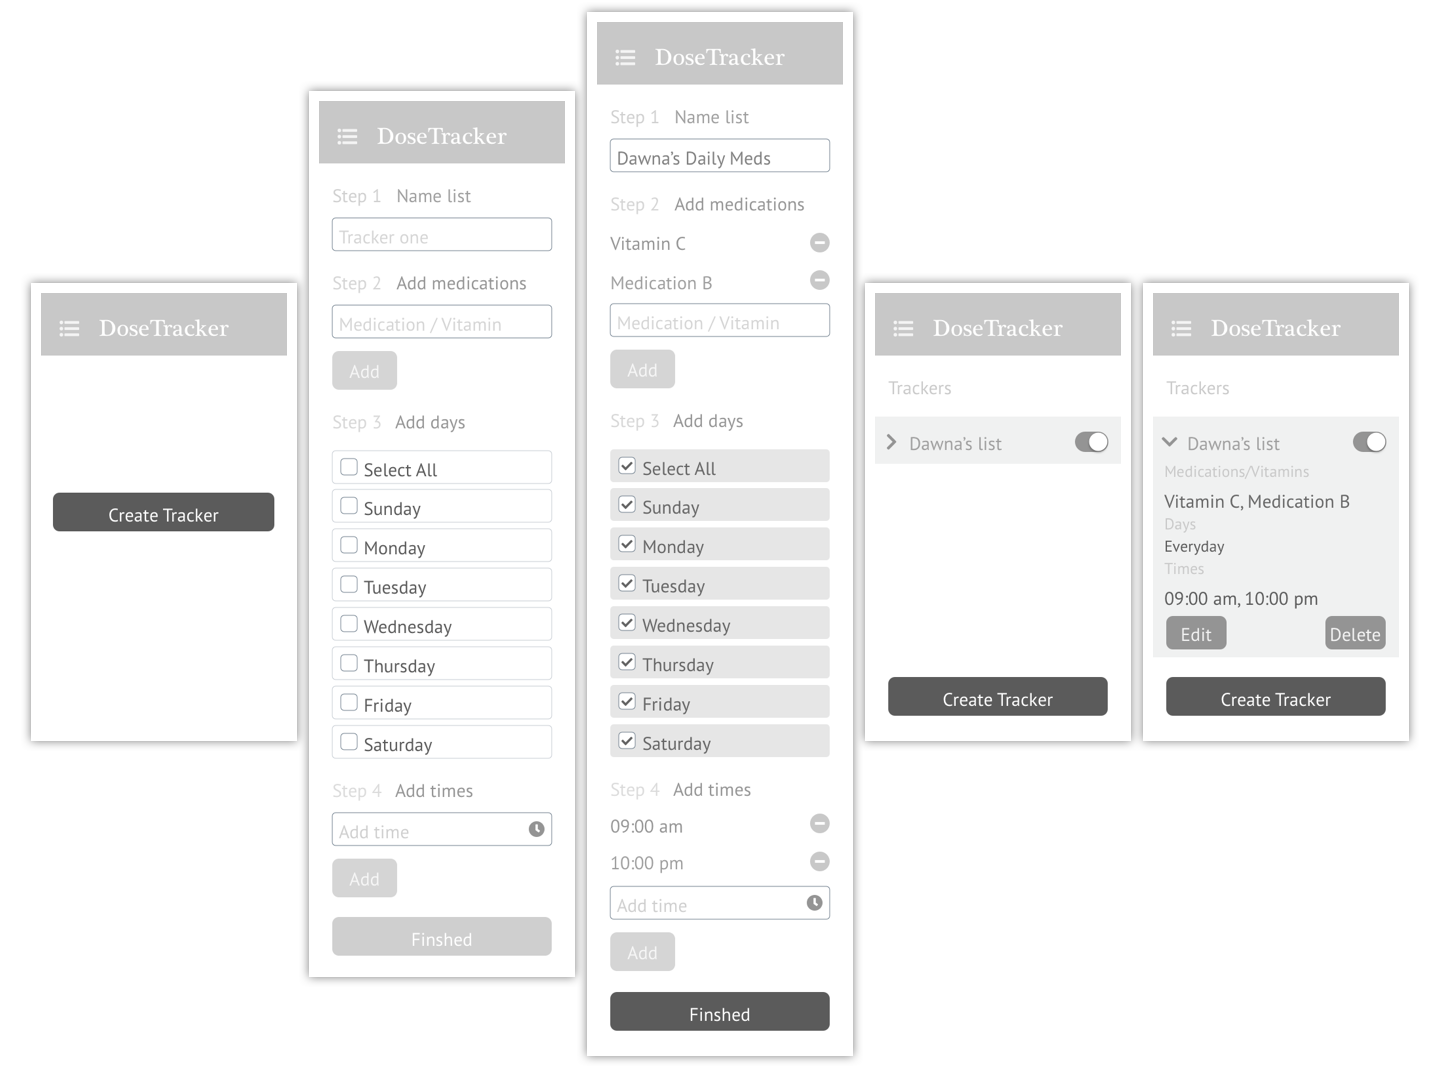 DoseTracker
Create Tracker
DoseTracker
Step 1 Name list
Tracker one
Step 2 Add medications
Medication / Vitamin
Add
Step 3 Add days
Select All
Sunday
Monday
Tuesday
Wednesday
Thursday
Friday
Saturday
Step 4 Add times
Add time
Add
Finshed
DoseTracker
Step 1 Name list
Dawna's Daily Meds
Step 2 Add medications
Vitamin C
Medication B
Medication / Vitamin
Add
Step 3 Add days
Select All
Sunday
Monday
Tuesday
Wednesday
Thursday
Friday
Saturday
Step 4 Add times
09:00 am
10:00 pm
Add time
Add
Finshed
DoseTracker
Trackers
Dawna's list
Create Tracker
DoseTracker
Trackers
Dawna's list
Medications/Vitamins
Vitamin C, Medication B
Days
Everyday
Times
09:00 am, 10:00 pm
Edit Delete
Create Tracker